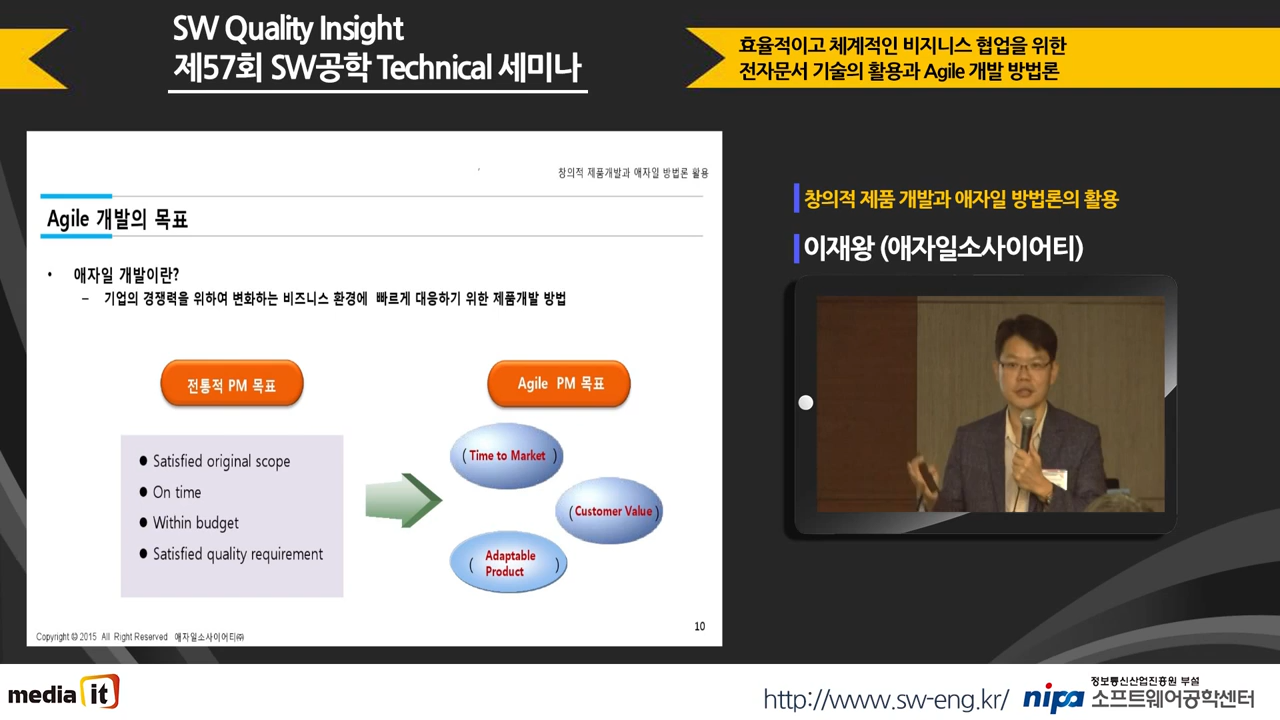 SW Quality Insight
제57회 SW공학 Technical 세미나
효율적이고 체계적인 비지니스 협업을 위한
전자문서 기술의 활용과 Agile 개발 방법론
창의적 제품개발과 애자일 방법론 활용
Agile 개발의 목표
• 애자일 개발이란?
– 기업의 경쟁력을 위하여 변화하는 비즈니스 환경에 빠르게 대응하기 위한 제품개발 방법
전통적 PM 목표
● Satisfied original scope
● On time
● Within budget
● Satisfied quality requirement
Agile PM 목표
( Time to Market )
( Customer Value )
( Adaptable
Product )
10
Copyright © 2015 All Right Reserved 애자일소사이어티㈜
창의적 제품 개발과 애자일 방법론의 활용
이재왕 (애자일소사이어티)
media it
http://www.sw-eng.kr/
nipa
정보통신산업진흥원 부설
소프트웨어공학센터